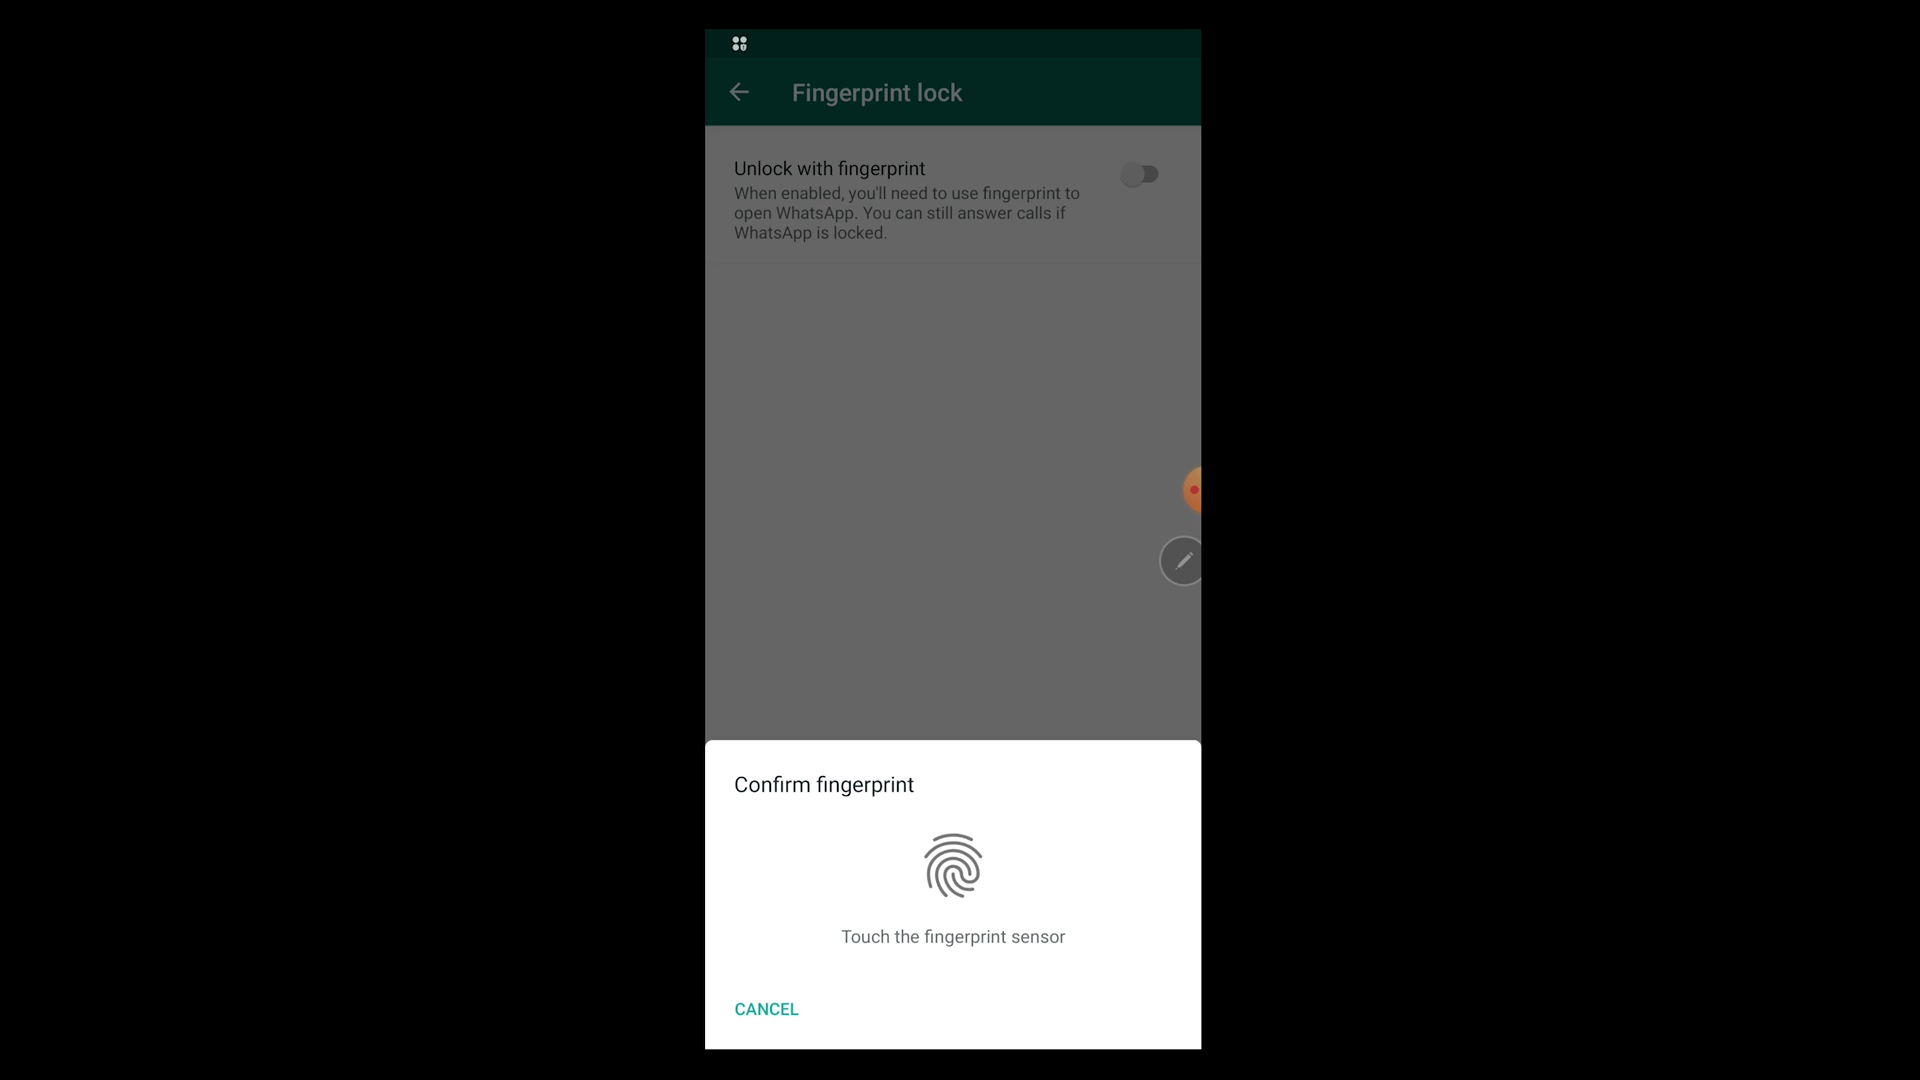 Fingerprint lock
Unlock with fingerprint
When enabled, you'll need to use fingerprint to
open WhatsApp. You can still answer calls if
WhatsApp is locked.
Confirm fingerprint
Touch the fingerprint sensor
CANCEL